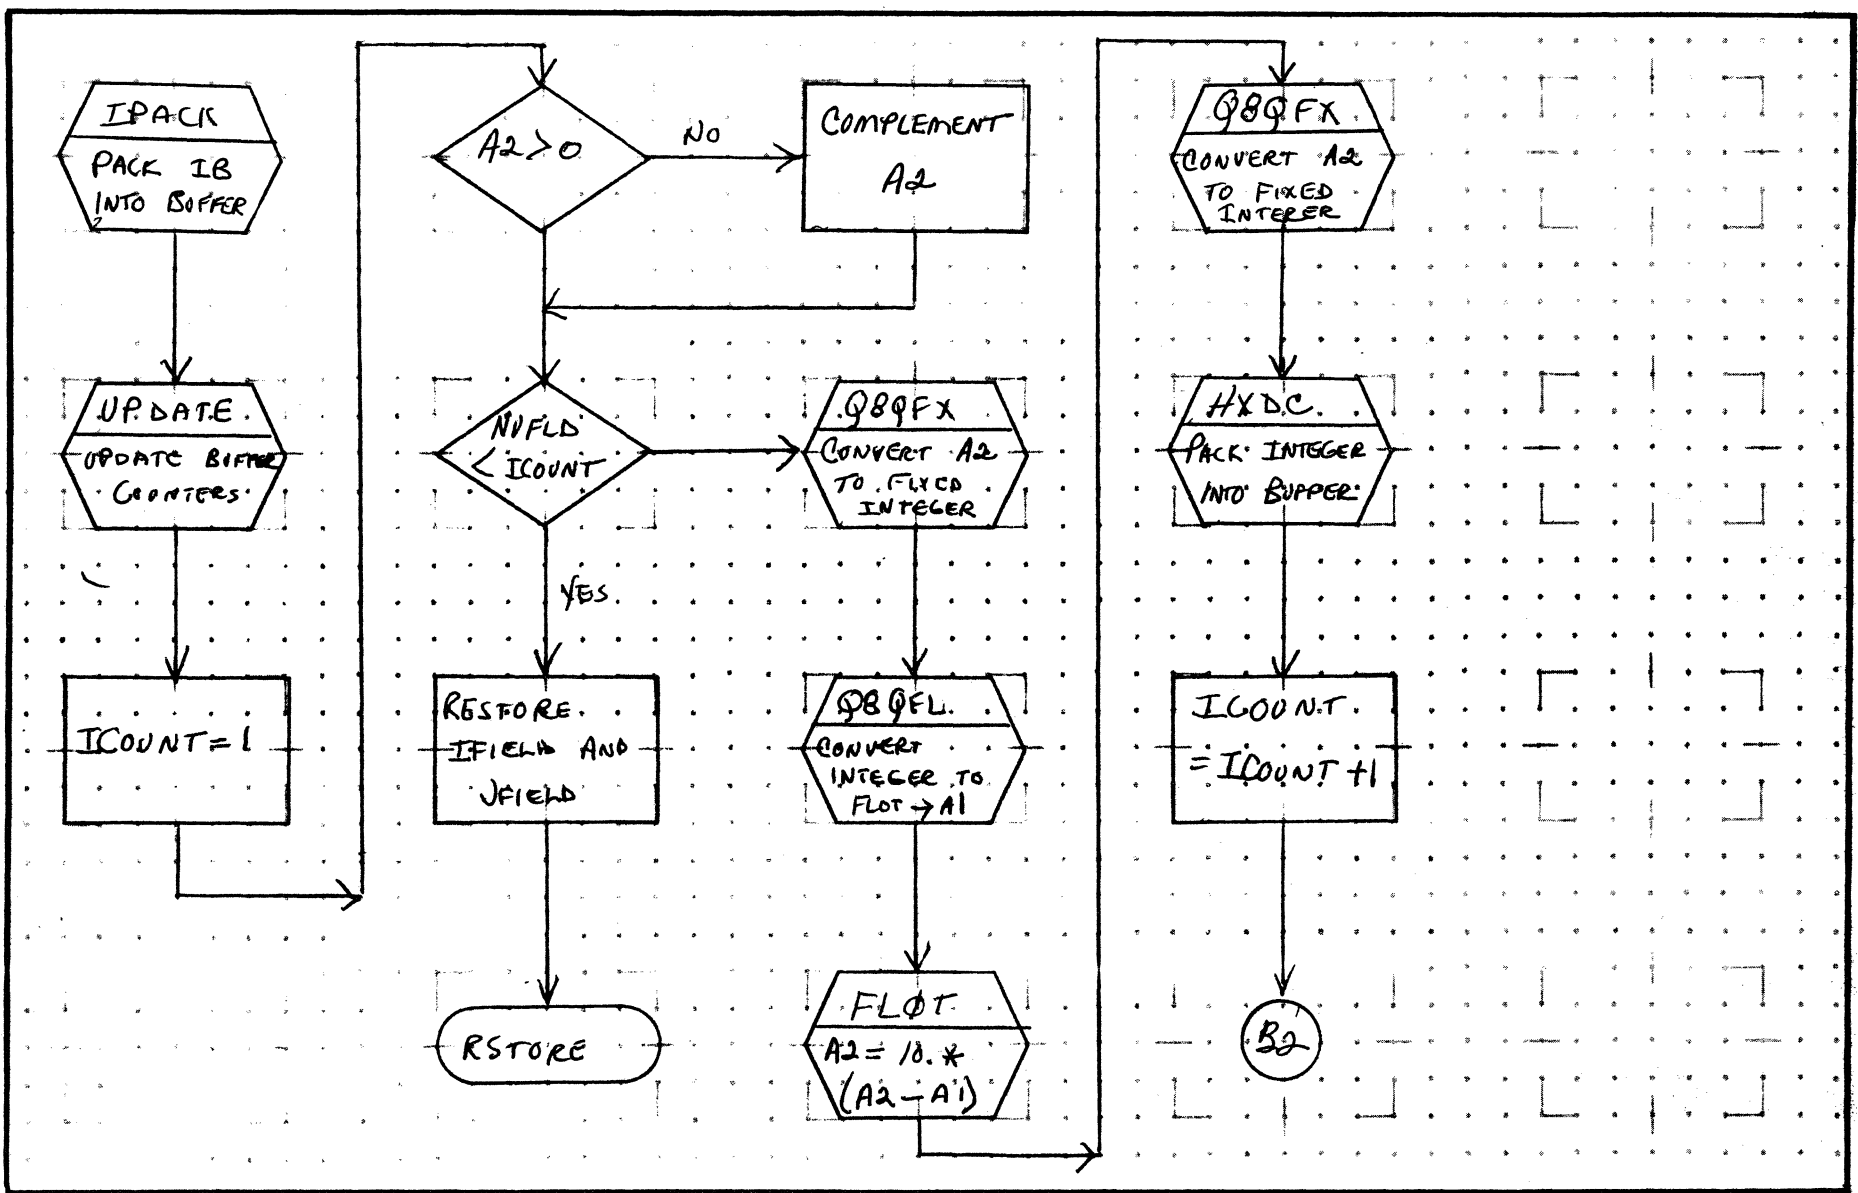 IPACK
PACK IB
INTO BUFFER
UPDATE
UPDATE BUFFER
COUNTERS
ICOUNT = 1
A2 > 0
NO
COMPLEMENT
A2
NVFLD
< ICOUNT
YES
RESTORE
IFIELD AND
JFIELD
RSTORE
Q8QFX
CONVERT A2
TO FIXED
INTEGER
Q8QFL
CONVERT
INTEGER TO
FLOT → A1
FLØT
A2 = 10. *
(A2 - A1)
Q8QFX
CONVERT A2
TO FIXED
INTEGER
HXDC
PACK INTEGER
INTO BUFFER
ICOUNT
= ICOUNT +1
B2